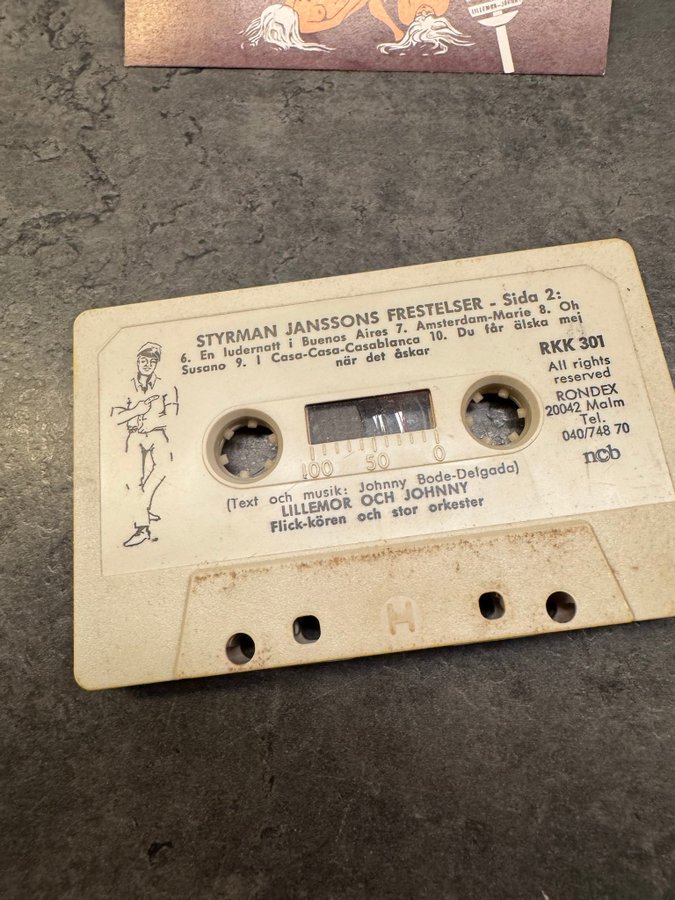 LILLEMOR-JOHNNY
STYRMAN JANSSONS FRESTELSER - Sida 2:
6. En ludernatt i Buenos Aires 7. Amsterdam-Marie 8. Oh
Susano 9. I Casa-Casa-Casablanca 10. Du får älska mej
när det åskar
RKK 301
All rights
reserved
RONDEX
20042 Malm
Tel.
040/748 70
ncb
100 50 0
(Text och musik: Johnny Bode-Delgada)
LILLEMOR OCH JOHNNY
Flick-kören och stor orkester
H